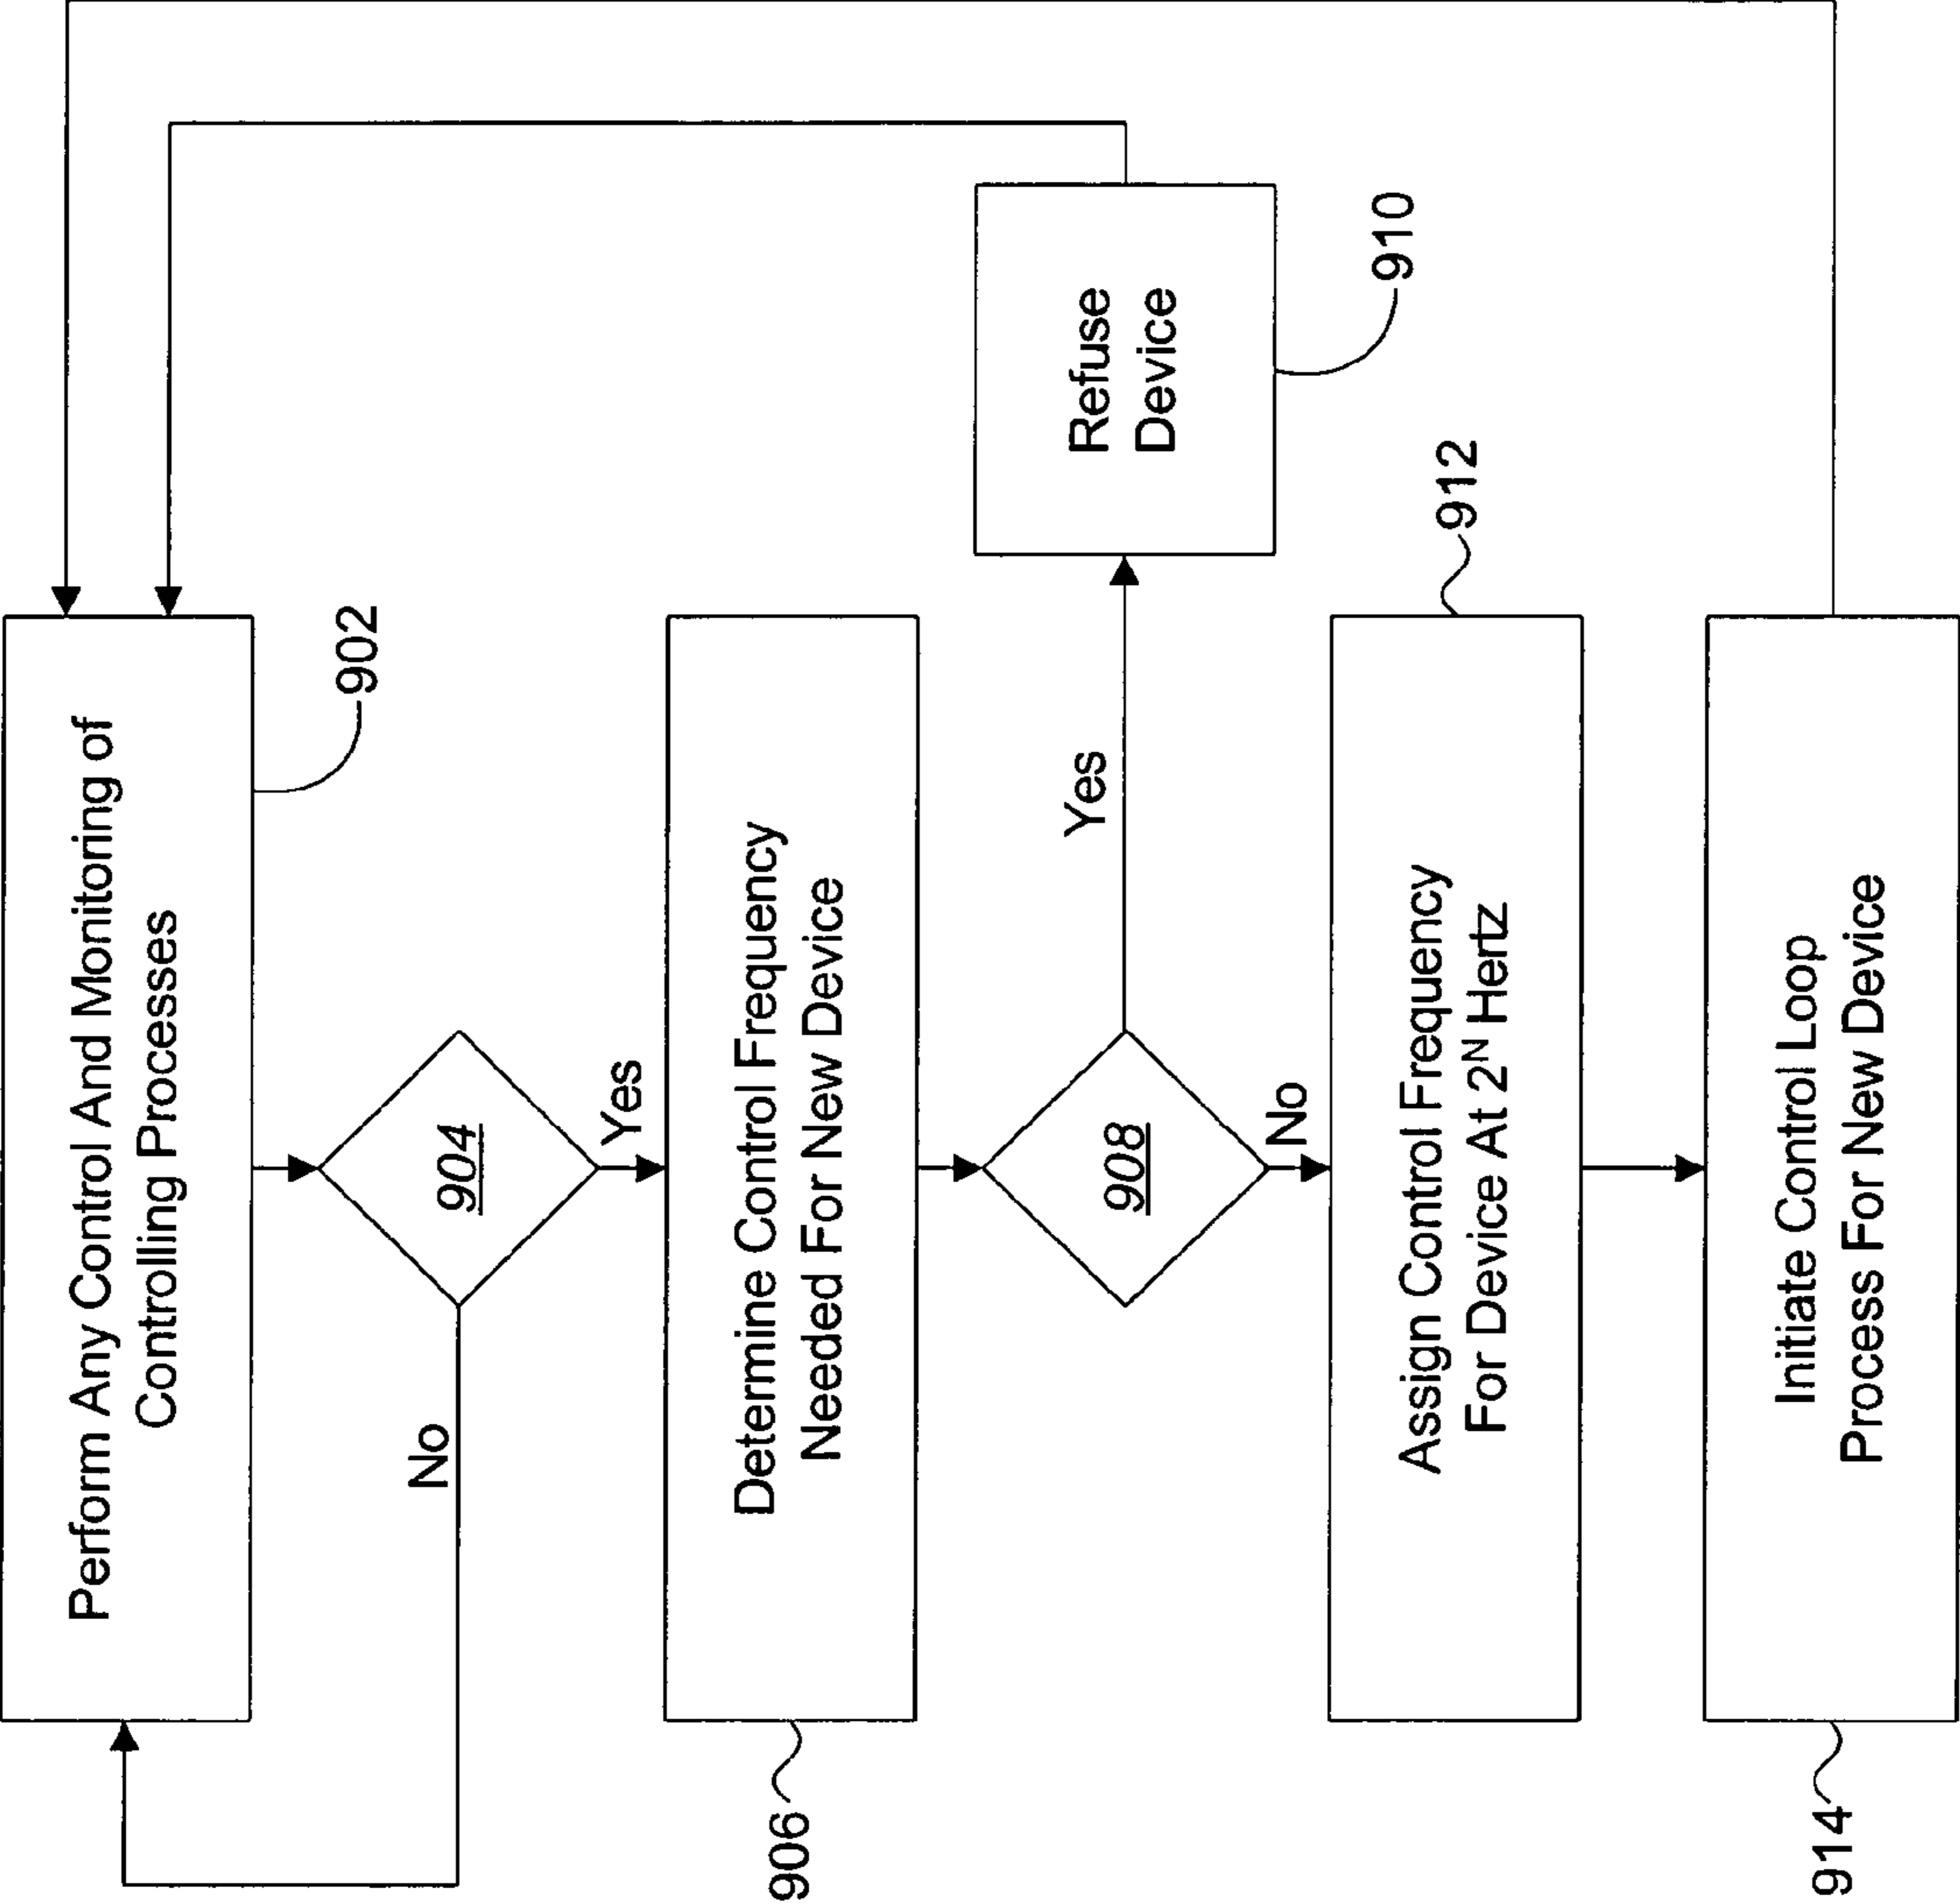 Perform Any Control And Monitoring of
Controlling Processes
902
904
No
Yes
Determine Control Frequency
Needed For New Device
906
908
Yes
Refuse
Device
910
No
Assign Control Frequency
For Device At 2ᴺ Hertz
912
Initiate Control Loop
Process For New Device
914